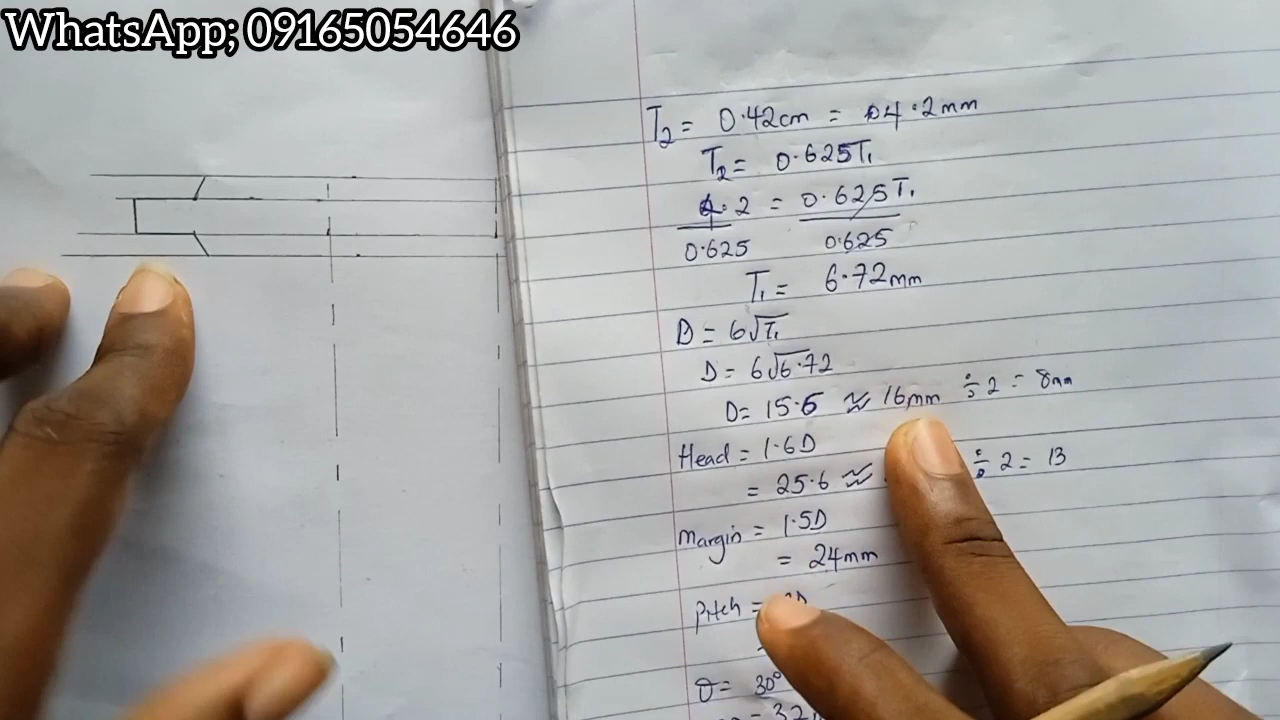 WhatsApp; 09165054646
T₂ = 0.42cm = 04.2mm
T₂ = 0.625T₁
4.2 = 0.625T₁
0.625 0.625
T₁ = 6.72mm
D = 6√T₁
D = 6√6.72
D = 15.5 ≈ 16mm ÷ 2 = 8mm
Head = 1.6D
= 25.6 ≈ ÷ 2 = 13
Margin = 1.5D
= 24mm
Pitch =
θ = 30°
= 32